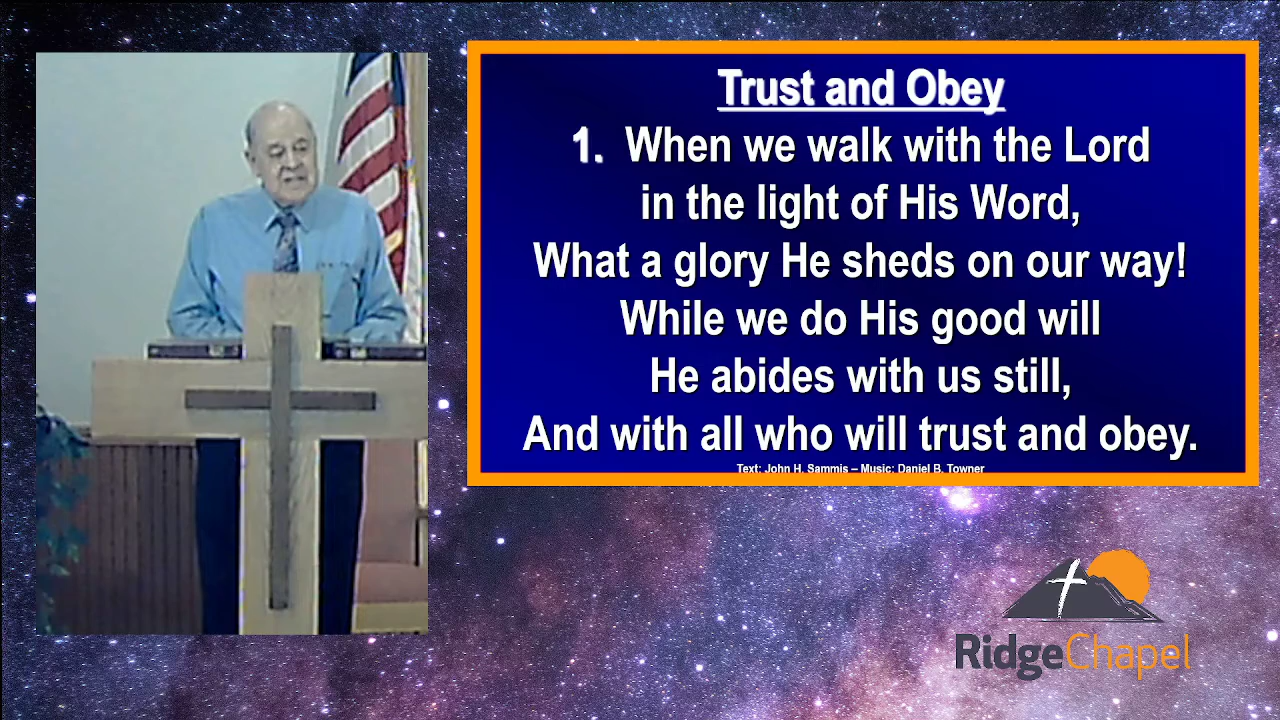 Trust and Obey
1. When we walk with the Lord
in the light of His Word,
What a glory He sheds on our way!
While we do His good will
He abides with us still,
And with all who will trust and obey.
Text: John H. Sammis – Music: Daniel B. Towner
RidgeChapel